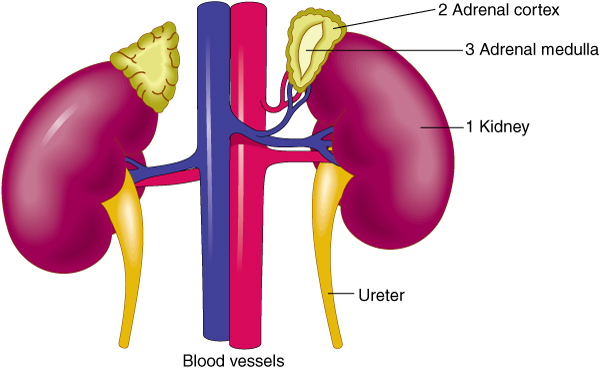 2 Adrenal cortex
3 Adrenal medulla
1 Kidney
Ureter
Blood vessels